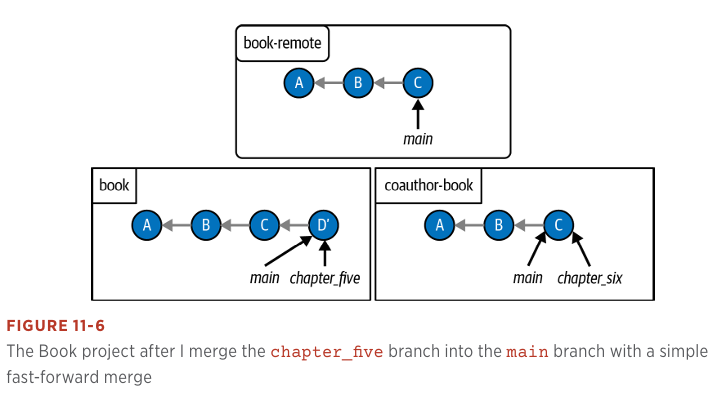 book-remote
A B C
main
book
A B C D'
main chapter_five
coauthor-book
A B C
main chapter_six
FIGURE 11-6
The Book project after I merge the chapter_five branch into the main branch with a simple
fast-forward merge